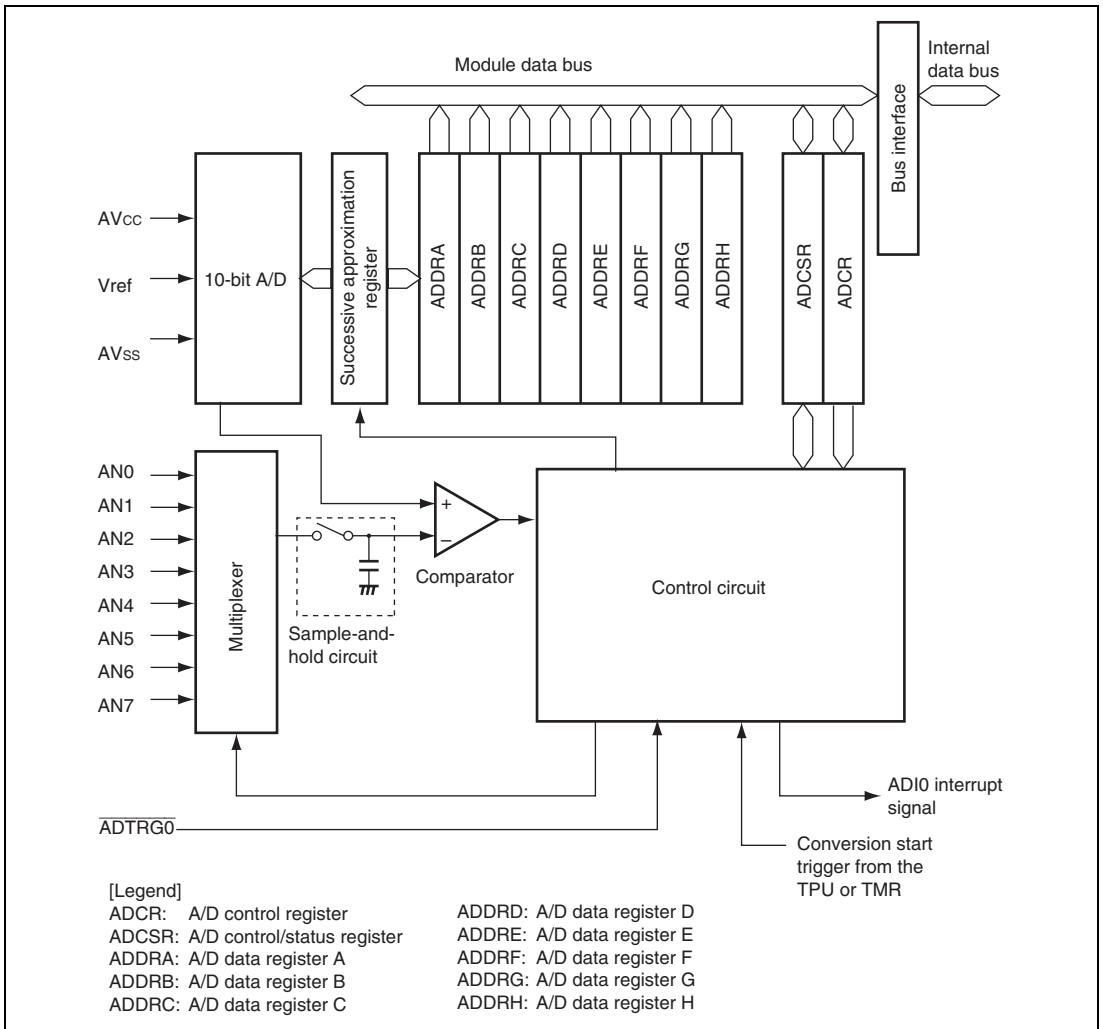 Module data bus
Internal
data bus
Bus interface
AVCC
Vref
AVSS
10-bit A/D
Successive approximation
register
ADDRA
ADDRB
ADDRC
ADDRD
ADDRE
ADDRF
ADDRG
ADDRH
ADCSR
ADCR
AN0
AN1
AN2
AN3
AN4
AN5
AN6
AN7
Multiplexer
+
–
Comparator
Sample-and-
hold circuit
Control circuit
ADI0 interrupt
signal
ADTRG0
Conversion start
trigger from the
TPU or TMR
[Legend]
ADCR: A/D control register
ADCSR: A/D control/status register
ADDRA: A/D data register A
ADDRB: A/D data register B
ADDRC: A/D data register C
ADDRD: A/D data register D
ADDRE: A/D data register E
ADDRF: A/D data register F
ADDRG: A/D data register G
ADDRH: A/D data register H